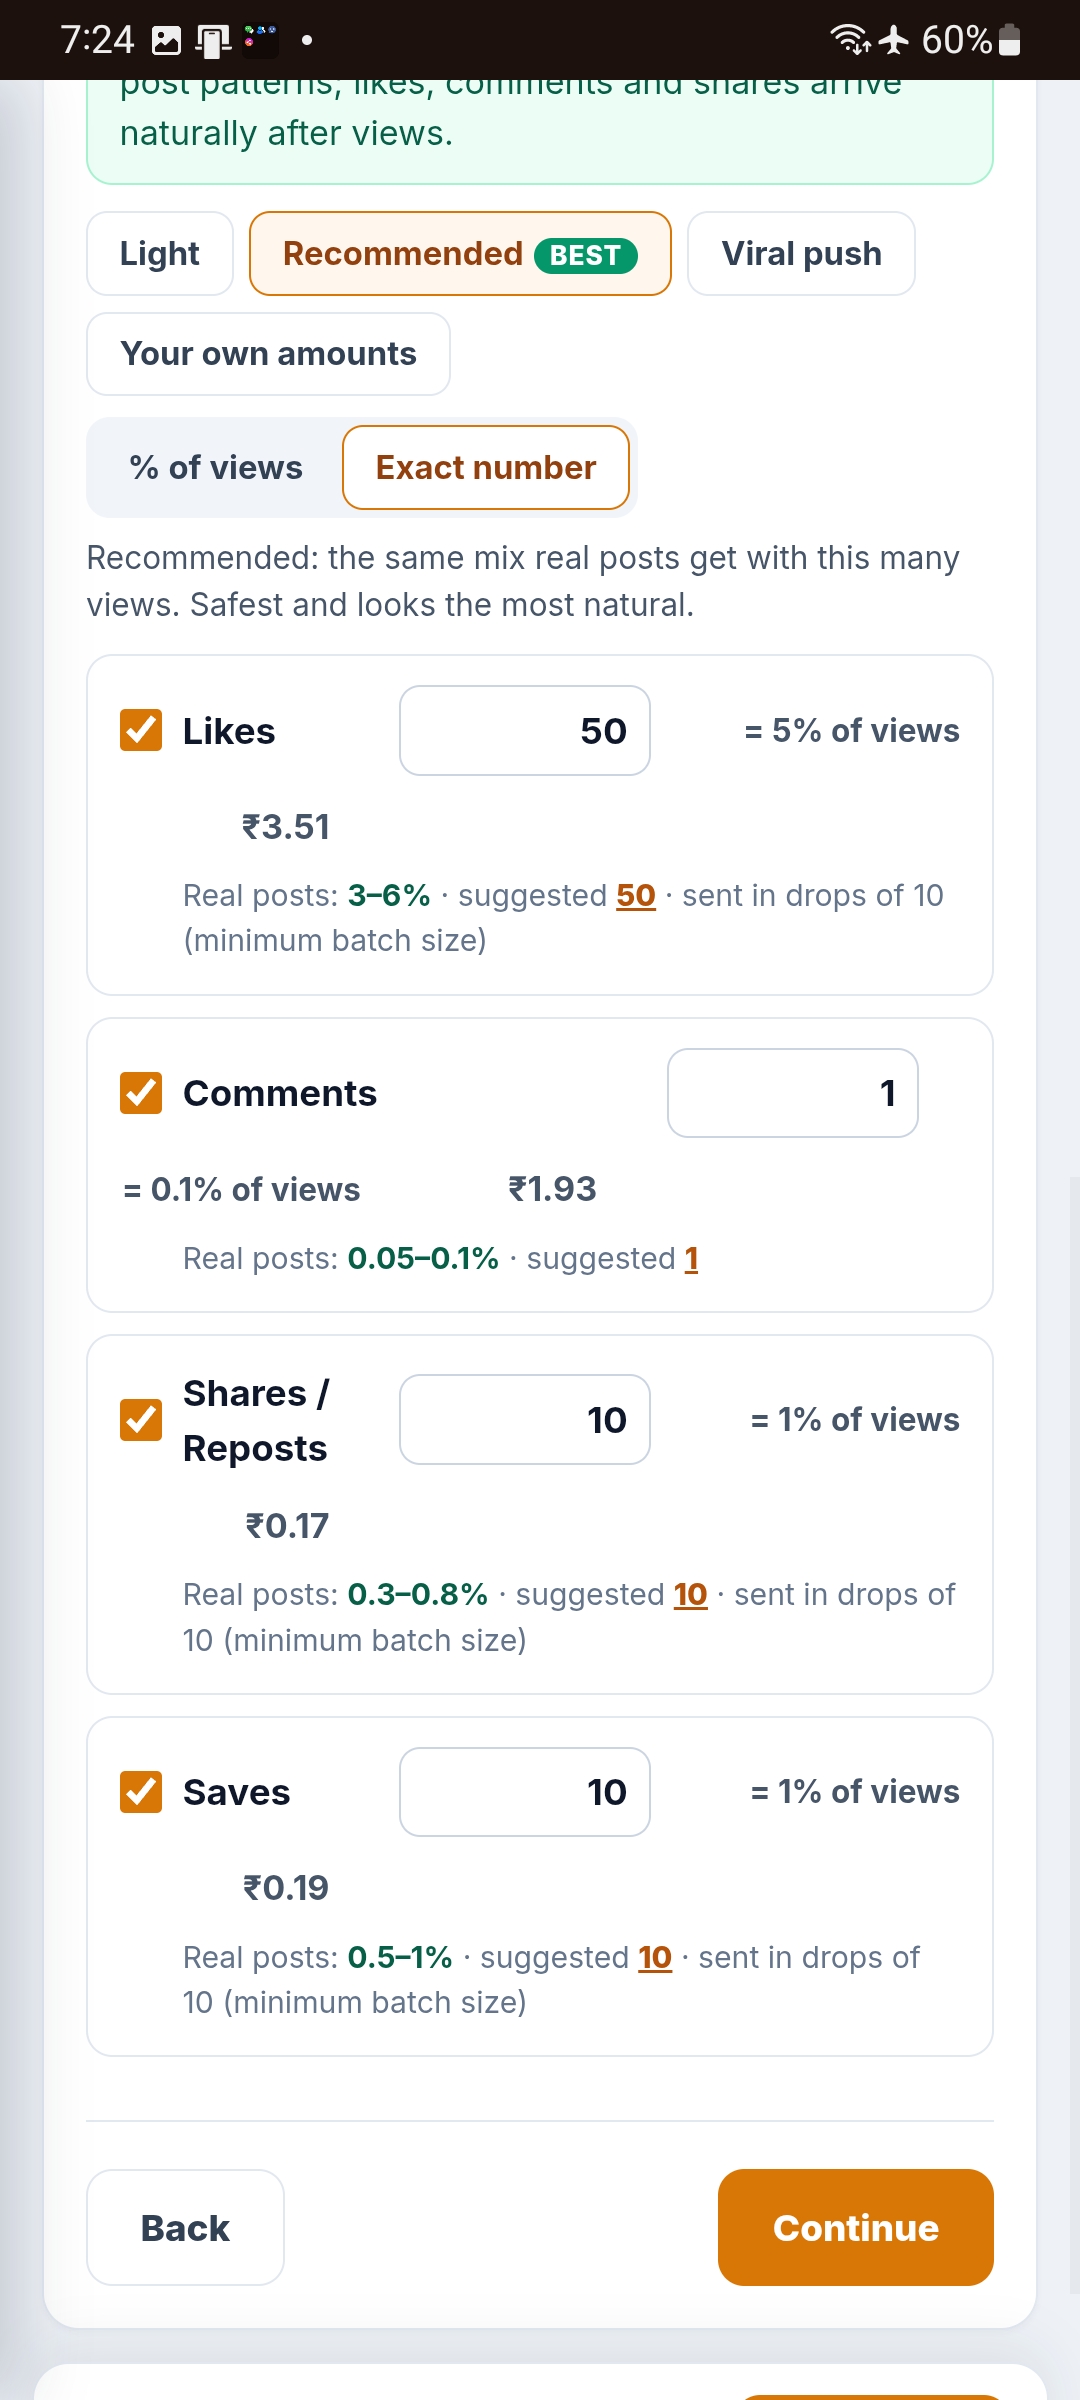 7:24
60%
post patterns; likes, comments and shares arrive
naturally after views.
Light
Recommended BEST
Viral push
Your own amounts
% of views
Exact number
Recommended: the same mix real posts get with this many
views. Safest and looks the most natural.
Likes 50 = 5% of views
₹3.51
Real posts: 3–6% · suggested 50 · sent in drops of 10
(minimum batch size)
Comments 1
= 0.1% of views ₹1.93
Real posts: 0.05–0.1% · suggested 1
Shares /
Reposts
10 = 1% of views
₹0.17
Real posts: 0.3–0.8% · suggested 10 · sent in drops of
10 (minimum batch size)
Saves 10 = 1% of views
₹0.19
Real posts: 0.5–1% · suggested 10 · sent in drops of
10 (minimum batch size)
Back
Continue